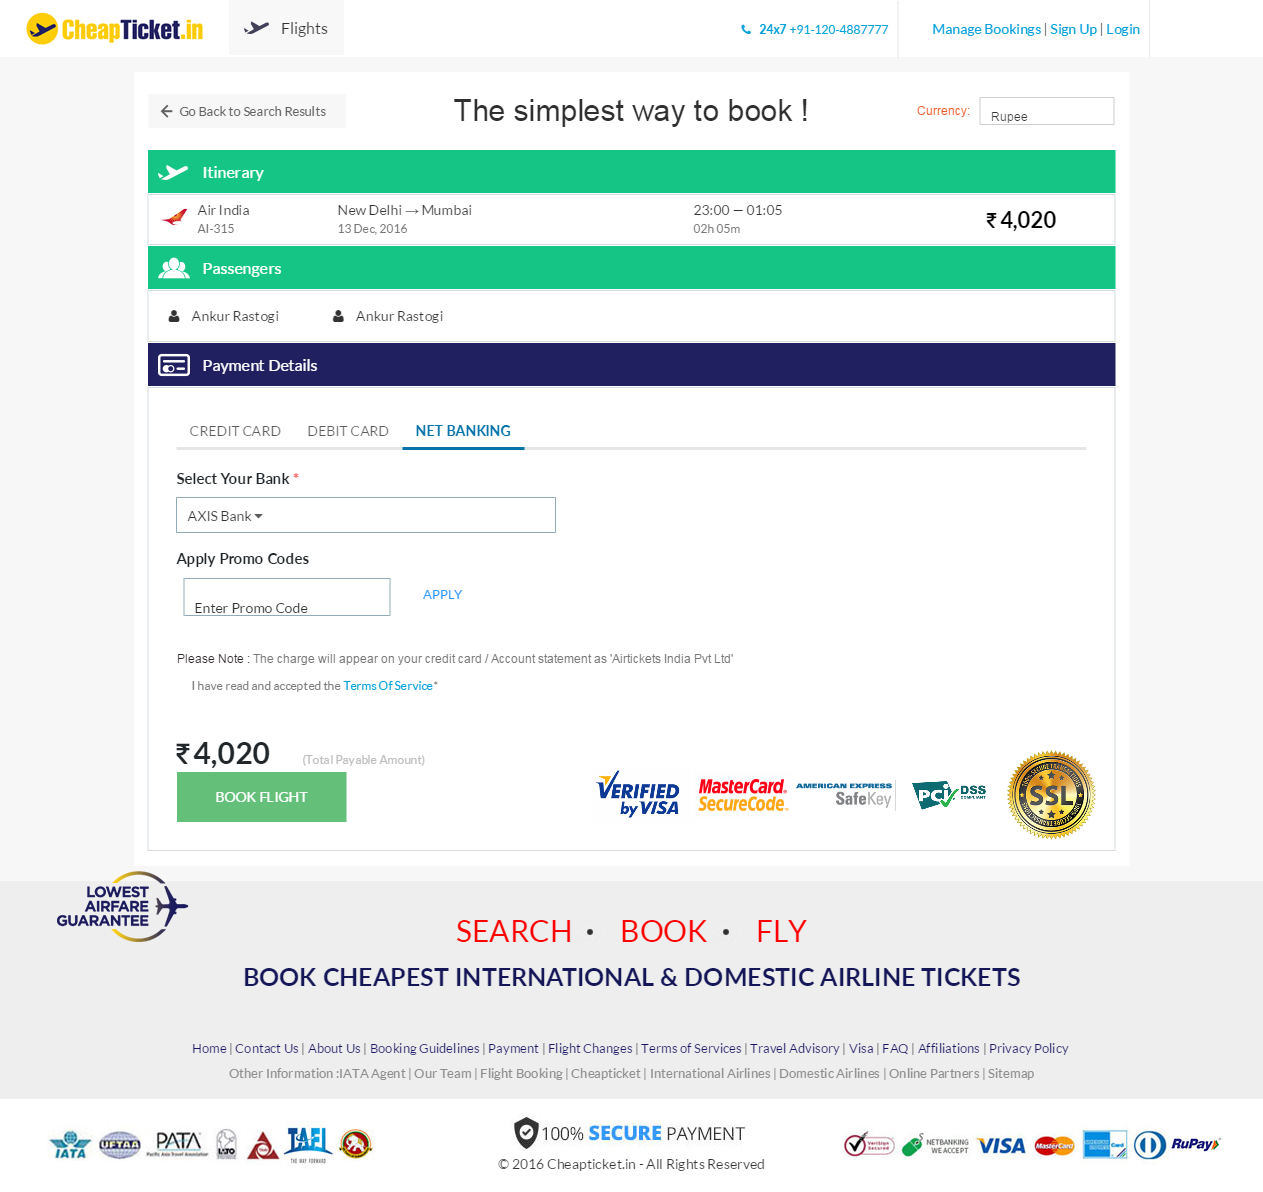 CheapTicket.in
Flights
24x7 +91-120-4887777
Manage Bookings | Sign Up | Login
Go Back to Search Results
The simplest way to book !
Currency:
Rupee
Itinerary
Air India
AI-315
New Delhi → Mumbai
13 Dec, 2016
23:00 — 01:05
02h 05m
₹ 4,020
Passengers
Ankur Rastogi
Ankur Rastogi
Payment Details
CREDIT CARD
DEBIT CARD
NET BANKING
Select Your Bank *
AXIS Bank
Apply Promo Codes
Enter Promo Code
APPLY
Please Note : The charge will appear on your credit card / Account statement as 'Airtickets India Pvt Ltd'
I have read and accepted the Terms Of Service*
₹ 4,020
(Total Payable Amount)
BOOK FLIGHT
VERIFIED
by VISA
MasterCard.
SecureCode.
AMERICAN EXPRESS
SafeKey
PCI DSS
COMPLIANT
SSL
LOWEST
AIRFARE
GUARANTEE
SEARCH • BOOK • FLY
BOOK CHEAPEST INTERNATIONAL & DOMESTIC AIRLINE TICKETS
Home | Contact Us | About Us | Booking Guidelines | Payment | Flight Changes | Terms of Services | Travel Advisory | Visa | FAQ | Affiliations | Privacy Policy
Other Information :IATA Agent | Our Team | Flight Booking | Cheapticket | International Airlines | Domestic Airlines | Online Partners | Sitemap
IATA
UFTAA
PATA
Pacific Asia Travel Association
TAFI
THE WAY FORWARD
100% SECURE PAYMENT
© 2016 Cheapticket.in - All Rights Reserved
VeriSign
Secured
NETBANKING
WE ACCEPT
VISA
MasterCard
RuPay